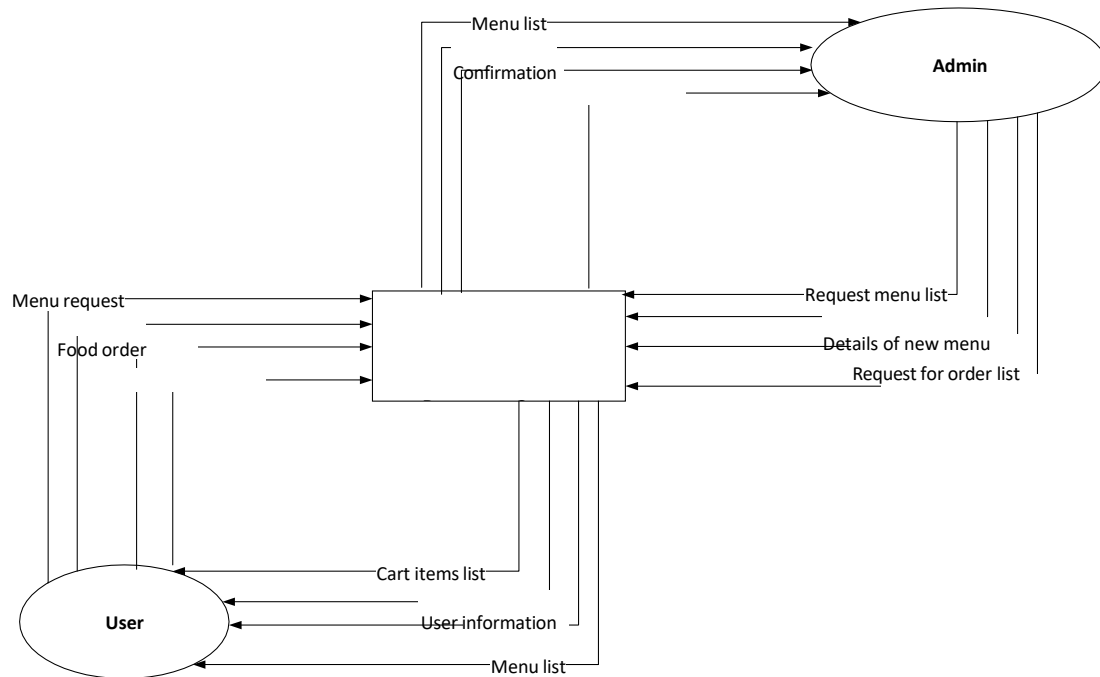 Menu list
Confirmation
Admin
Menu request
Food order
Request menu list
Details of new menu
Request for order list
Cart items list
User
User information
Menu list